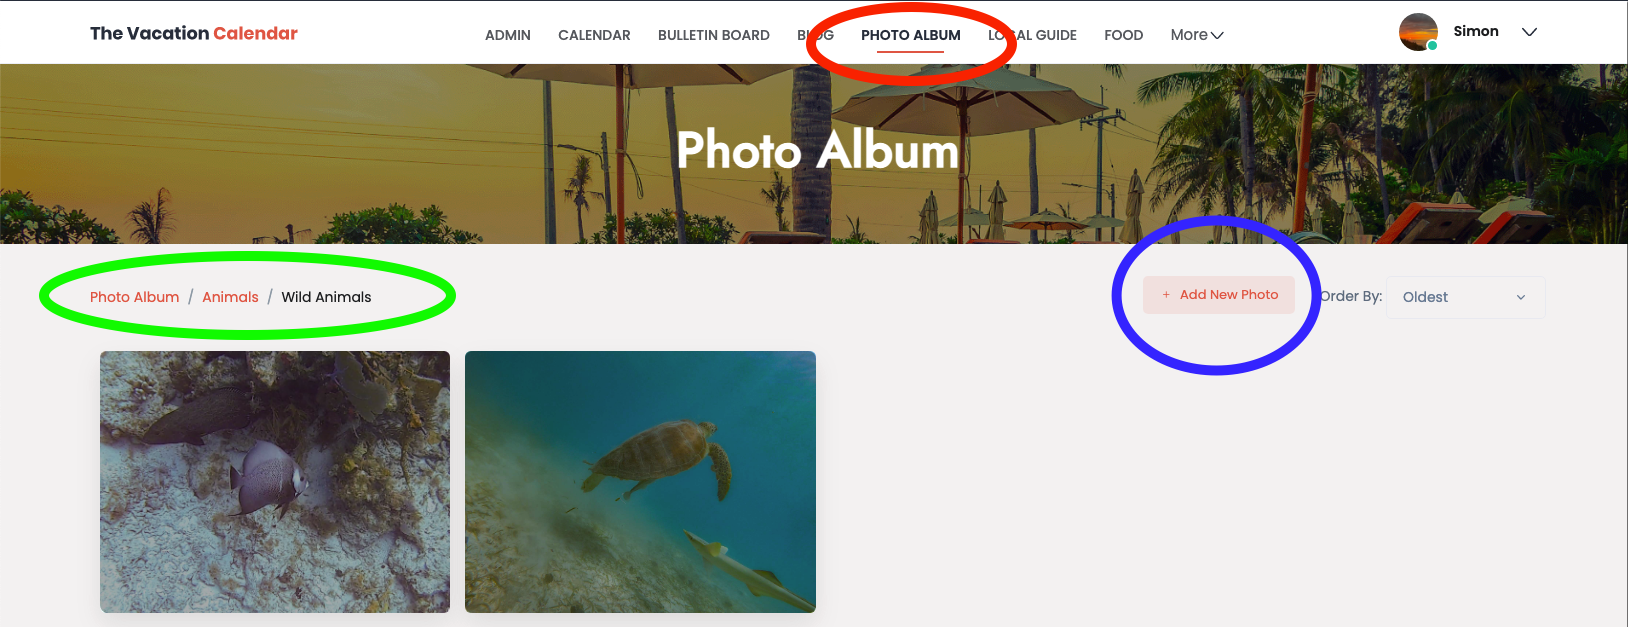 The Vacation Calendar
ADMIN CALENDAR BULLETIN BOARD BLOG PHOTO ALBUM LOCAL GUIDE FOOD More
Simon
Photo Album
Photo Album / Animals / Wild Animals
+ Add New Photo
Order By: Oldest